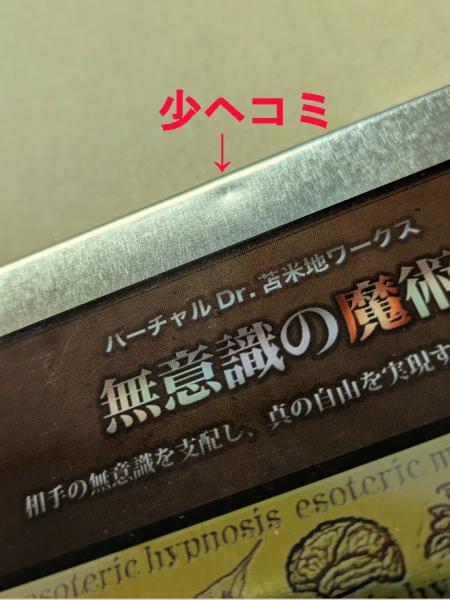 少ヘコミ
↓
バーチャルDr.苫米地ワークス
無意識の魔術
相手の無意識を支配し、真の自由を実現す
esoteric hypnosis esoteric m